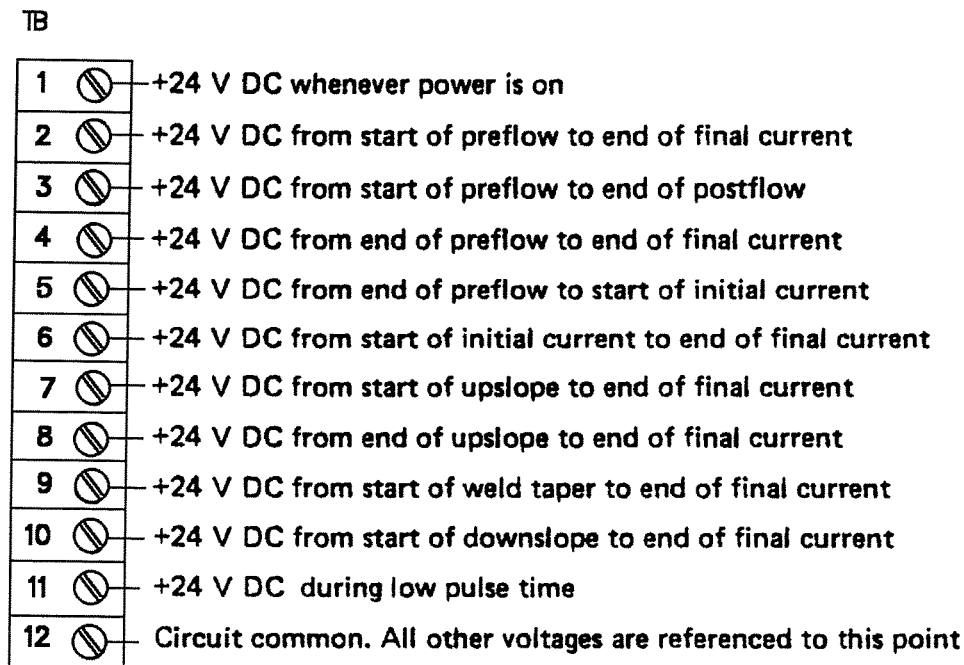 TB
1 +24 V DC whenever power is on
2 +24 V DC from start of preflow to end of final current
3 +24 V DC from start of preflow to end of postflow
4 +24 V DC from end of preflow to end of final current
5 +24 V DC from end of preflow to start of initial current
6 +24 V DC from start of initial current to end of final current
7 +24 V DC from start of upslope to end of final current
8 +24 V DC from end of upslope to end of final current
9 +24 V DC from start of weld taper to end of final current
10 +24 V DC from start of downslope to end of final current
11 +24 V DC during low pulse time
12 Circuit common. All other voltages are referenced to this point